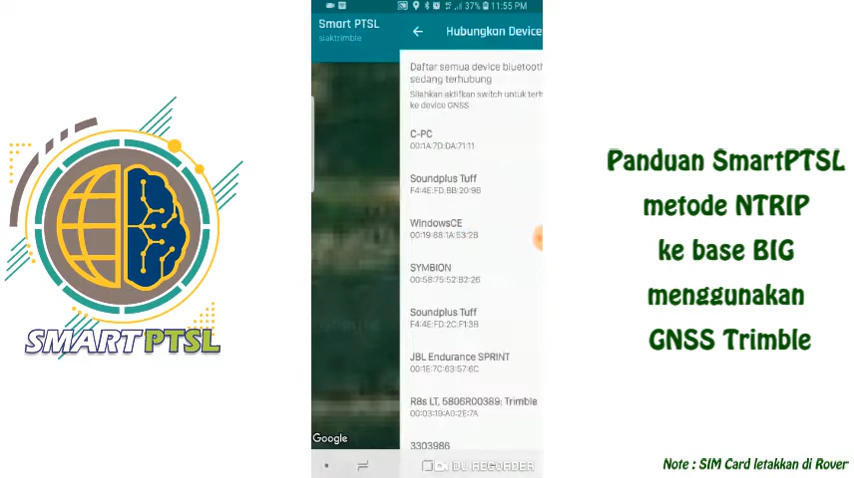 37% 11:55 PM
Smart PTSL
siaktrimble
Hubungkan Device
Daftar semua device bluetooth
sedang terhubung
Silahkan aktifkan switch untuk terh
ke device GNSS
C-PC
00:1A:7D:DA:71:11
Soundplus Tuff
F4:4E:FD:BB:20:9B
WindowsCE
00:19:88:1A:53:2B
SYMBION
00:58:75:52:B2:26
Soundplus Tuff
F4:4E:FD:2C:F1:3B
JBL Endurance SPRINT
00:1E:7C:63:57:6C
R8s LT, 5806R00389: Trimble
00:03:19:A0:2E:7A
3303986
Google
DU RECORDER
SMARTPTSL
Panduan SmartPTSL
metode NTRIP
ke base BIG
menggunakan
GNSS Trimble
Note : SIM Card letakkan di Rover